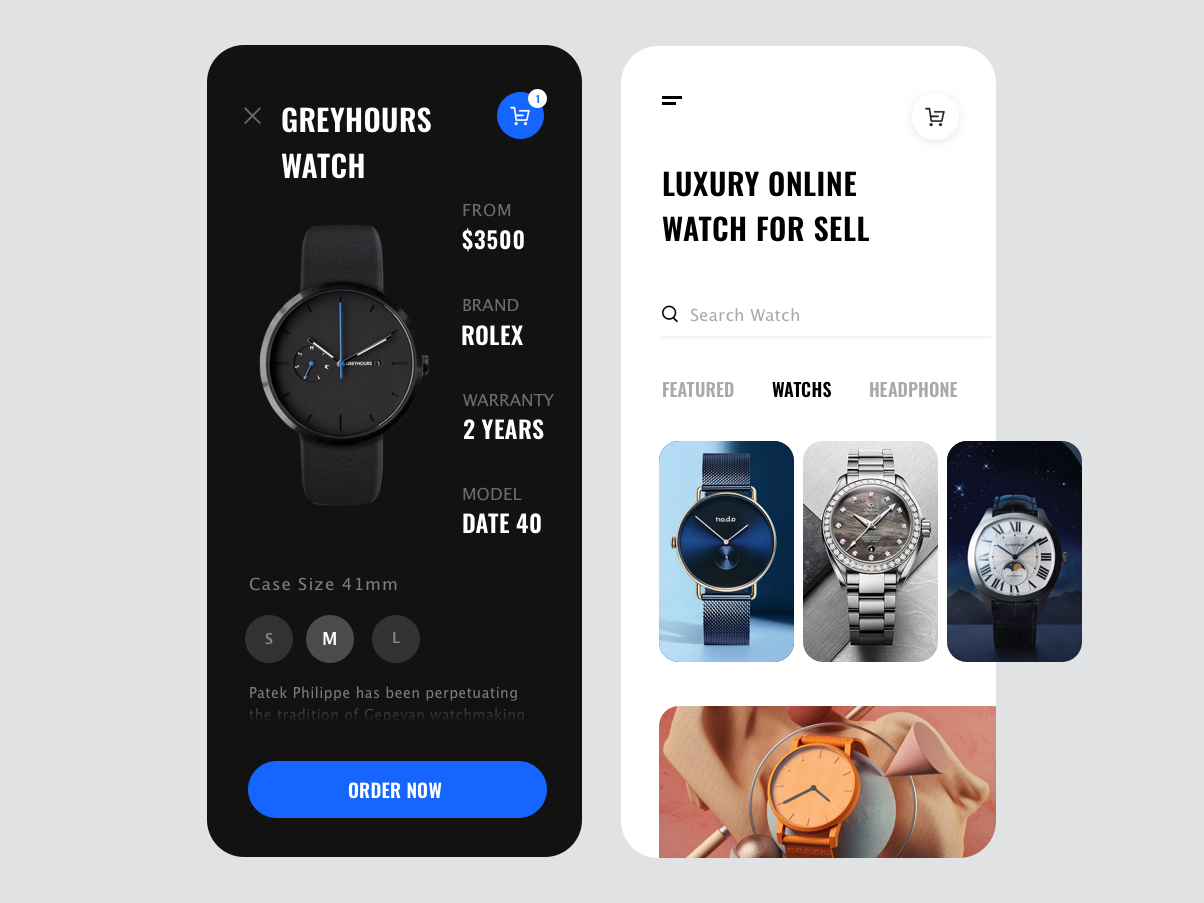 GREYHOURS
WATCH
1
FROM
$3500
BRAND
ROLEX
WARRANTY
2 YEARS
MODEL
DATE 40
GREYHOURS
Case Size 41mm
S M L
Patek Philippe has been perpetuating
the tradition of Genevan watchmaking
ORDER NOW
LUXURY ONLINE
WATCH FOR SELL
Search Watch
FEATURED WATCHS HEADPHONE
OMEGA